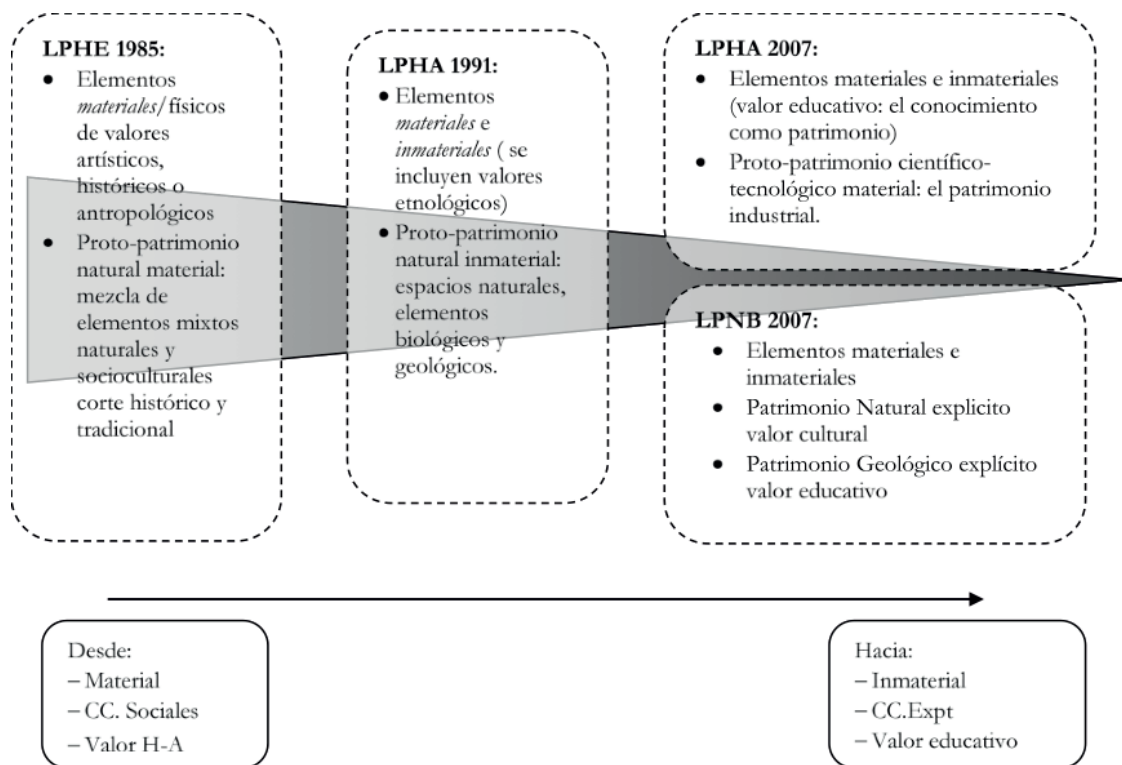 LPHE 1985:
● Elementos
materiales/físicos
de valores
artísticos,
históricos o
antropológicos
● Proto-patrimonio
natural material:
mezcla de
elementos mixtos
naturales y
socioculturales
corte histórico y
tradicional
LPHA 1991:
● Elementos
materiales e
inmateriales ( se
incluyen valores
etnológicos)
● Proto-patrimonio
natural inmaterial:
espacios naturales,
elementos
biológicos y
geológicos.
LPHA 2007:
● Elementos materiales e inmateriales
(valor educativo: el conocimiento
como patrimonio)
● Proto-patrimonio científico-
tecnológico material: el patrimonio
industrial.
LPNB 2007:
● Elementos materiales e
inmateriales
● Patrimonio Natural explicito
valor cultural
● Patrimonio Geológico explícito
valor educativo
Desde:
– Material
– CC. Sociales
– Valor H-A
Hacia:
– Inmaterial
– CC.Expt
– Valor educativo